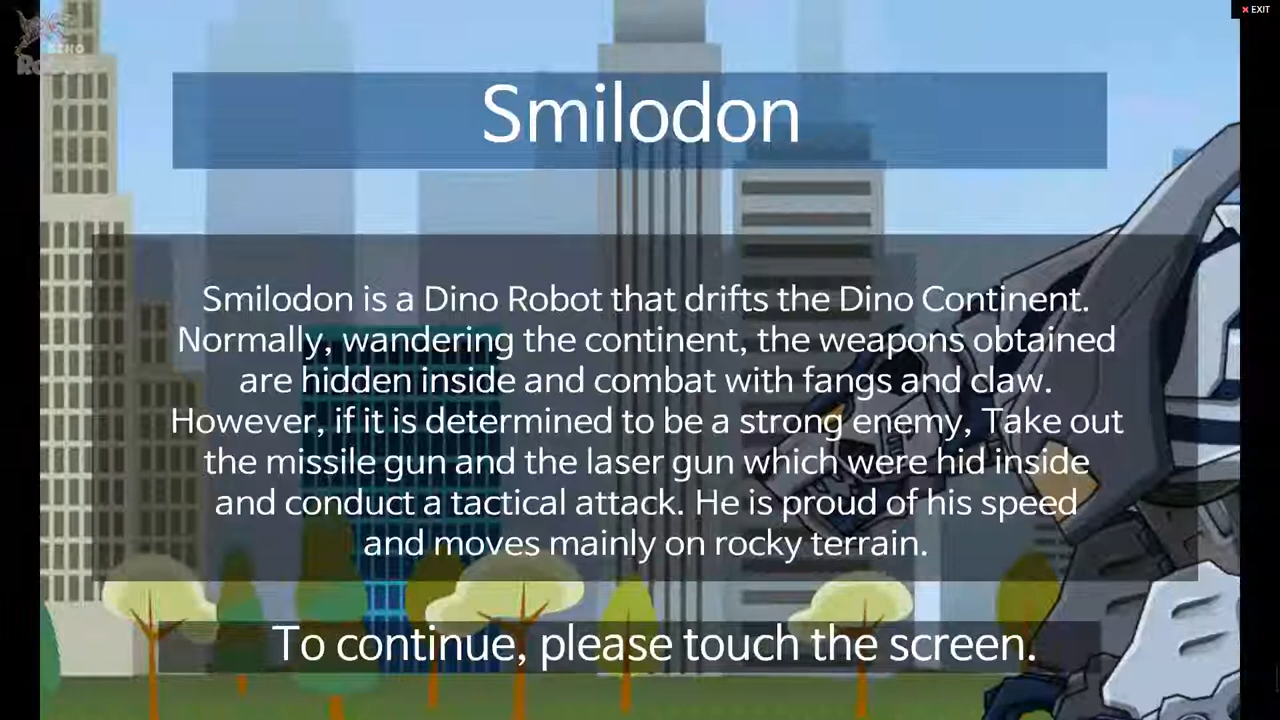 DINO
EXIT
Smilodon
Smilodon is a Dino Robot that drifts the Dino Continent.
Normally, wandering the continent, the weapons obtained
are hidden inside and combat with fangs and claw.
However, if it is determined to be a strong enemy, Take out
the missile gun and the laser gun which were hid inside
and conduct a tactical attack. He is proud of his speed
and moves mainly on rocky terrain.
To continue, please touch the screen.